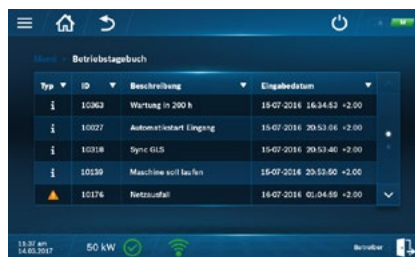 Menü Betriebstagebuch
Typ ID Beschreibung Eingabedatum
i 10363 Wartung in 200 h 15-07-2016 16:34:53 +2.00
i 10027 Automatikstart Eingang 15-07-2016 20:53:06 +2.00
i 10318 Sync GLS 15-07-2016 20:53:40 +2.00
i 10139 Maschine soll laufen 15-07-2016 20:53:50 +2.00
10176 Netzausfall 16-07-2016 01:04:59 +2.00
11:37 am
14.03.2017
50 kW
Betreiber